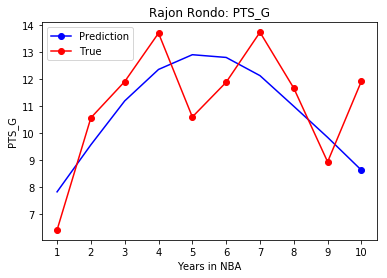 Rajon Rondo: PTS_G
Prediction
True
PTS_G
14
13
12
11
10
9
8
7
1 2 3 4 5 6 7 8 9 10
Years in NBA